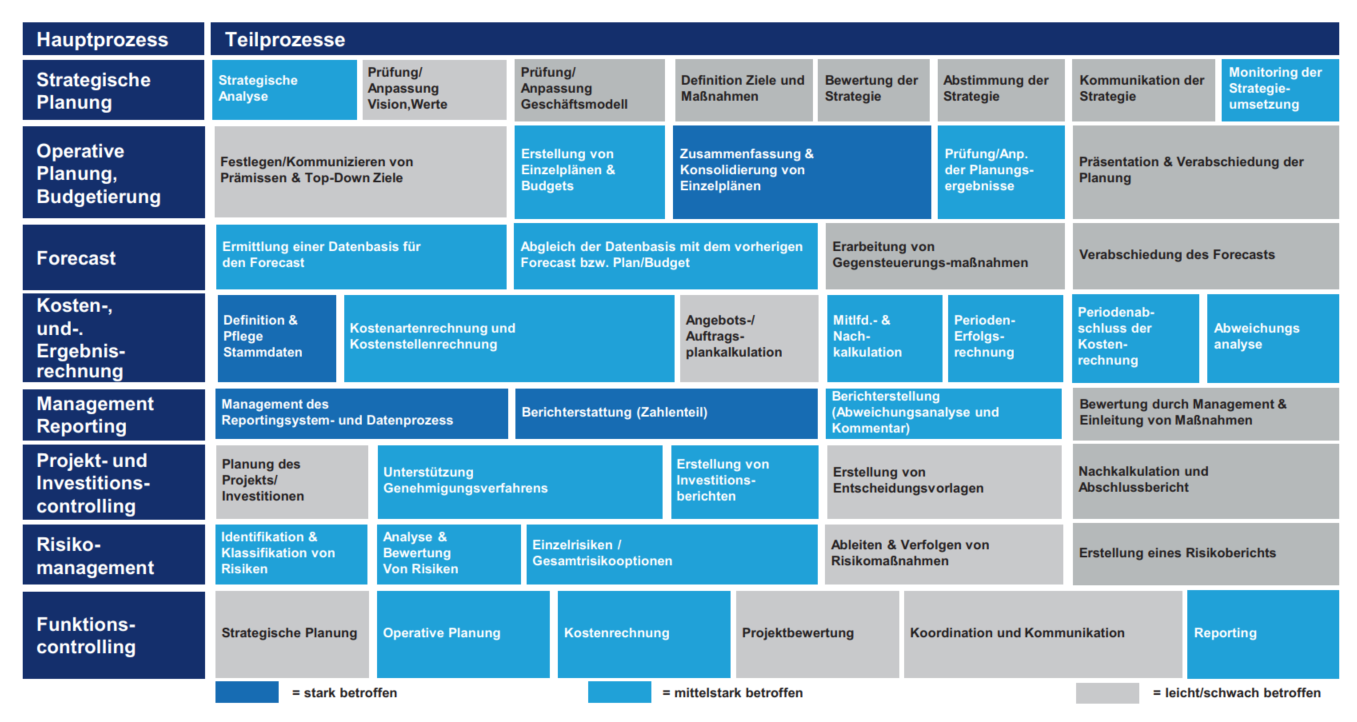 Hauptprozess
Teilprozesse
Strategische
Planung
Strategische
Analyse
Prüfung/
Anpassung
Vision,Werte
Prüfung/
Anpassung
Geschäftsmodell
Definition Ziele und
Maßnahmen
Bewertung der
Strategie
Abstimmung der
Strategie
Kommunikation der
Strategie
Monitoring der
Strategie-
umsetzung
Operative
Planung,
Budgetierung
Festlegen/Kommunizieren von
Prämissen & Top-Down Ziele
Erstellung von
Einzelplänen &
Budgets
Zusammenfassung &
Konsolidierung von
Einzelplänen
Prüfung/Anp.
der Planungs-
ergebnisse
Präsentation & Verabschiedung der
Planung
Forecast
Ermittlung einer Datenbasis für
den Forecast
Abgleich der Datenbasis mit dem vorherigen
Forecast bzw. Plan/Budget
Erarbeitung von
Gegensteuerungs-maßnahmen
Verabschiedung des Forecasts
Kosten-,
und-.
Ergebnis-
rechnung
Definition &
Pflege
Stammdaten
Kostenartenrechnung und
Kostenstellenrechnung
Angebots-/
Auftrags-
plankalkulation
Mitlfd.- &
Nach-
kalkulation
Perioden-
Erfolgs-
rechnung
Periodenab-
schluss der
Kosten-
rechnung
Abweichungs
analyse
Management
Reporting
Management des
Reportingsystem- und Datenprozess
Berichterstattung (Zahlenteil)
Berichterstellung
(Abweichungsanalyse und
Kommentar)
Bewertung durch Management &
Einleitung von Maßnahmen
Projekt- und
Investitions-
controlling
Planung des
Projekts/
Investitionen
Unterstützung
Genehmigungsverfahrens
Erstellung von
Investitions-
berichten
Erstellung von
Entscheidungsvorlagen
Nachkalkulation und
Abschlussbericht
Risiko-
management
Identifikation &
Klassifikation von
Risiken
Analyse &
Bewertung
Von Risiken
Einzelrisiken /
Gesamtrisikooptionen
Ableiten & Verfolgen von
Risikomaßnahmen
Erstellung eines Risikoberichts
Funktions-
controlling
Strategische Planung
Operative Planung
Kostenrechnung
Projektbewertung
Koordination und Kommunikation
Reporting
= stark betroffen
= mittelstark betroffen
= leicht/schwach betroffen